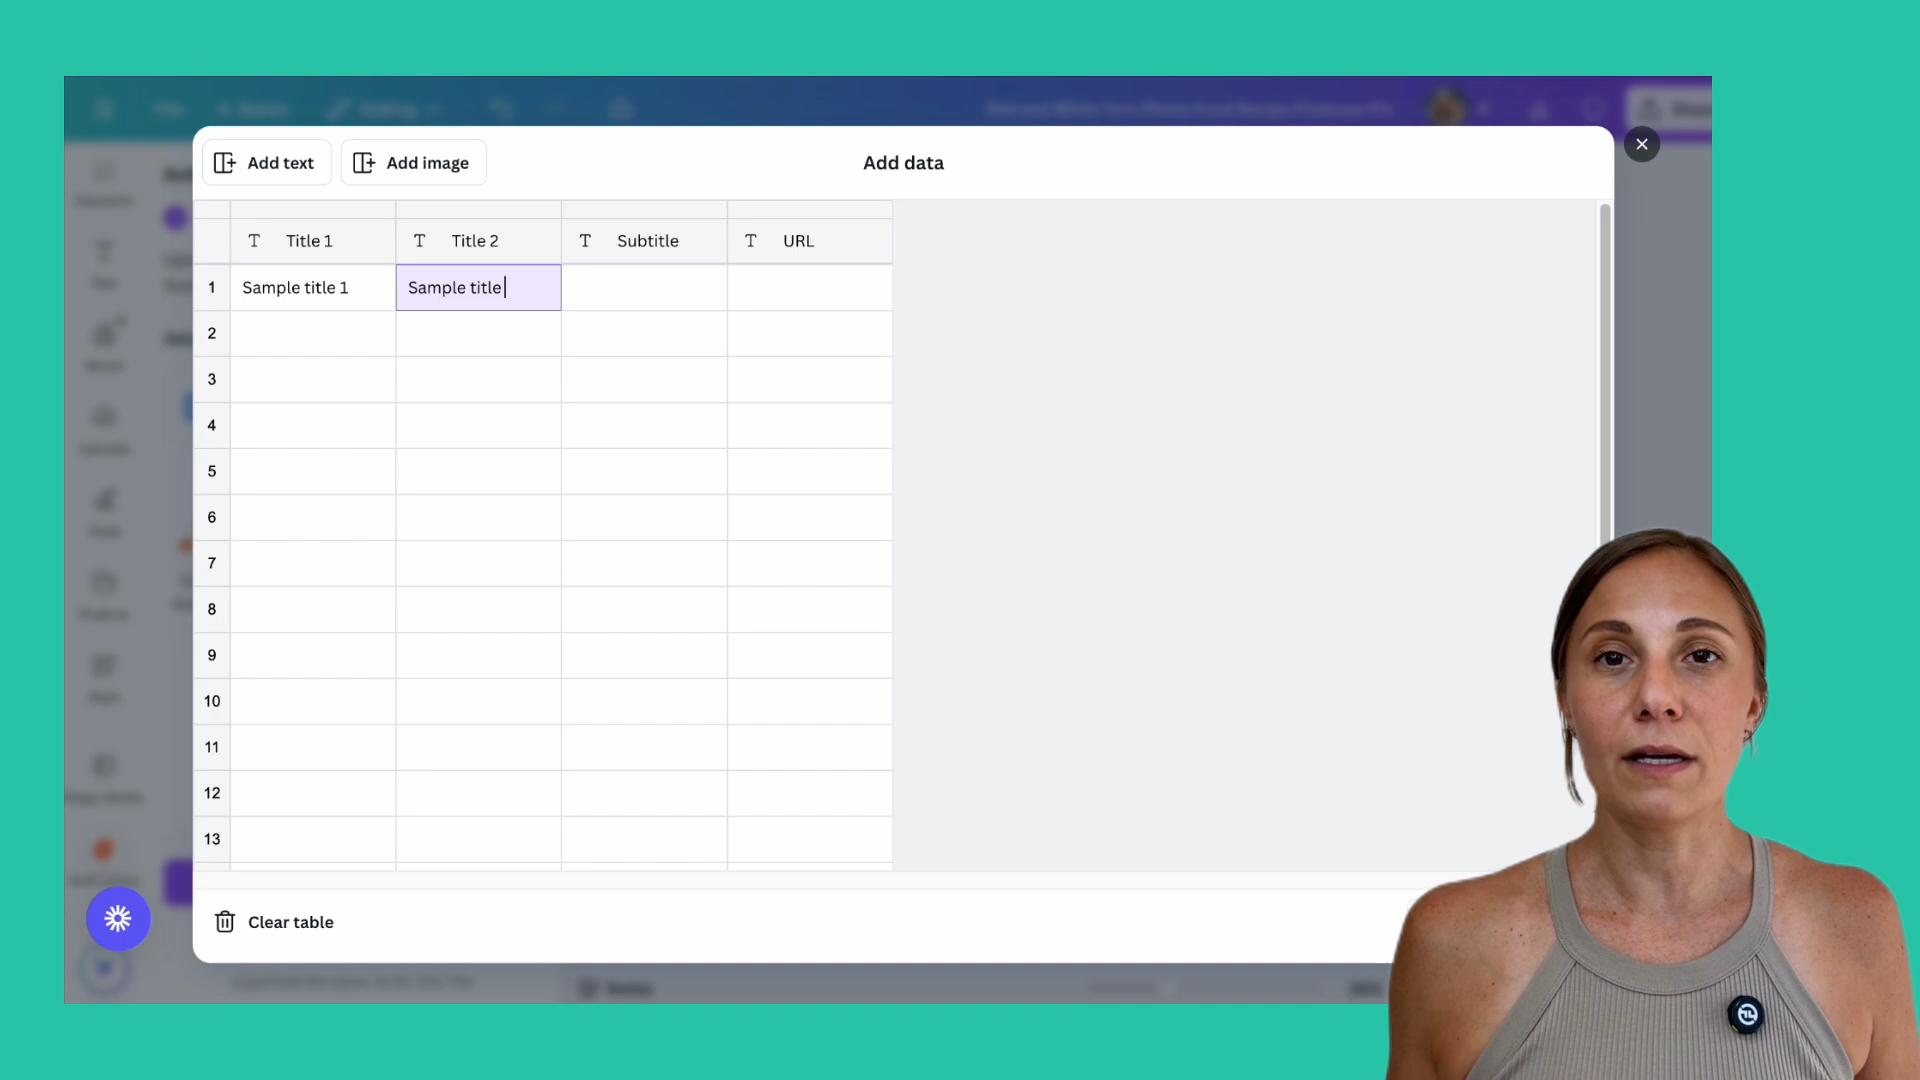 Add text
Add image
Add data
Title 1
Title 2
Subtitle
URL
1
Sample title 1
Sample title
2
3
4
5
6
7
8
9
10
11
12
13
Clear table